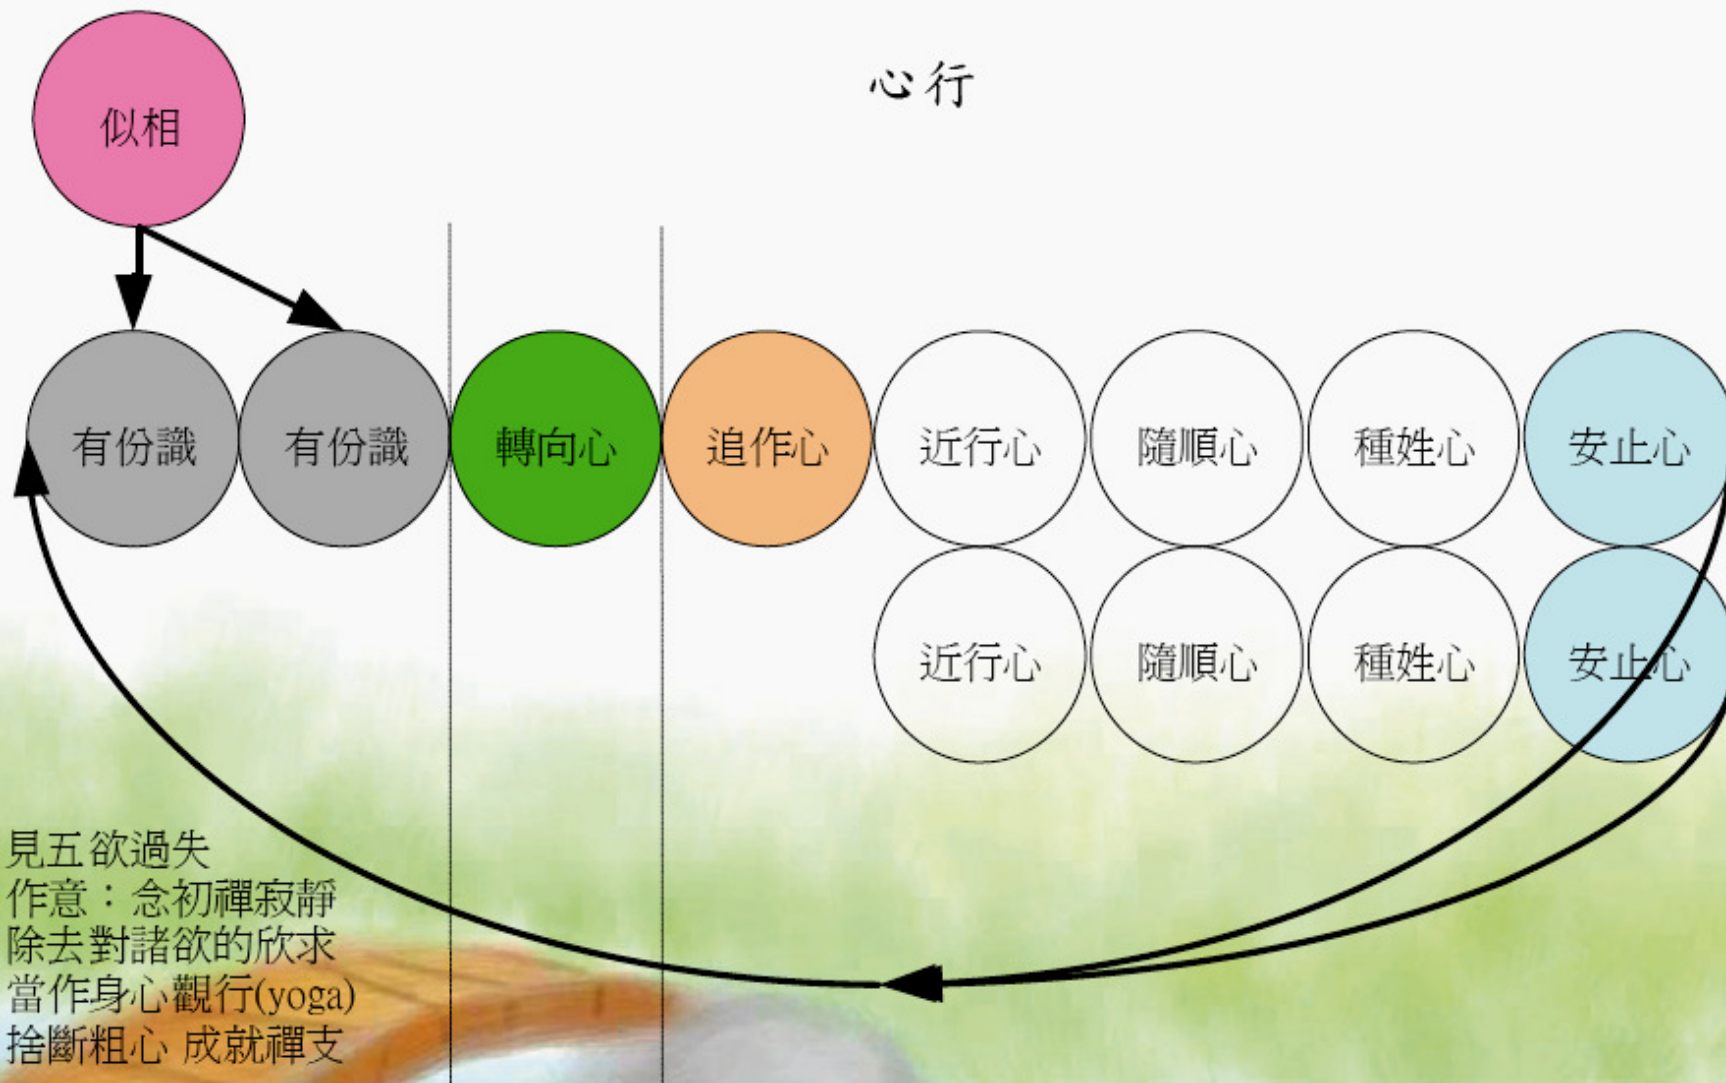 心行
似相
有份識
有份識
轉向心
追作心
近行心
隨順心
種姓心
安止心
近行心
隨順心
種姓心
安止心
見五欲過失
作意：念初禪寂靜
除去對諸欲的欣求
當作身心觀行(yoga)
捨斷粗心 成就禪支